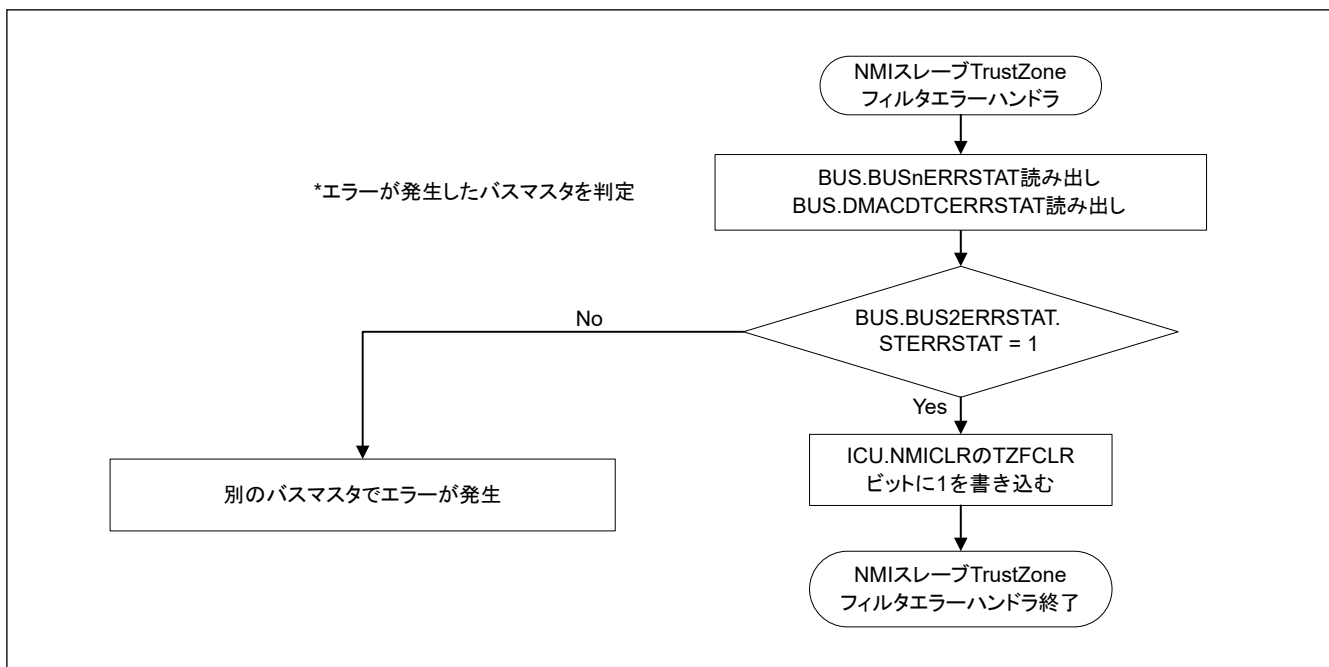 NMIスレーブTrustZone
フィルタエラーハンドラ
*エラーが発生したバスマスタを判定
BUS.BUSnERRSTAT読み出し
BUS.DMACDTCERRSTAT読み出し
No
BUS.BUS2ERRSTAT.
STERRSTAT = 1
Yes
別のバスマスタでエラーが発生
ICU.NMICLRのTZFCLR
ビットに1を書き込む
NMIスレーブTrustZone
フィルタエラーハンドラ終了